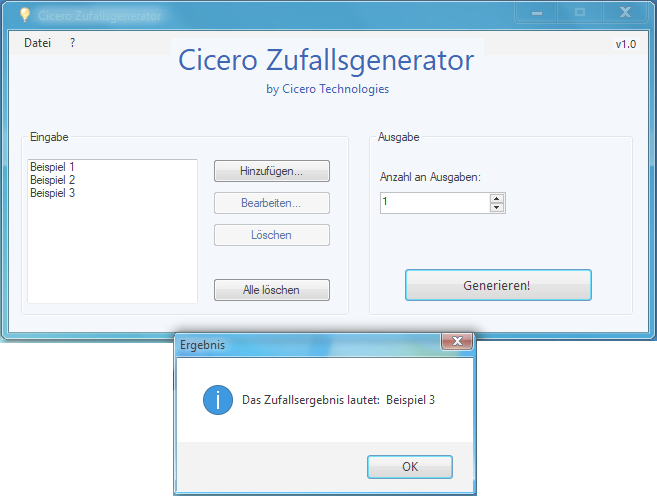 Cicero Zufallsgenerator
Datei ?
v1.0
Cicero Zufallsgenerator
by Cicero Technologies
Eingabe
Beispiel 1
Beispiel 2
Beispiel 3
Hinzufügen...
Bearbeiten...
Löschen
Alle löschen
Ausgabe
Anzahl an Ausgaben:
1
Generieren!
Ergebnis
Das Zufallsergebnis lautet: Beispiel 3
OK